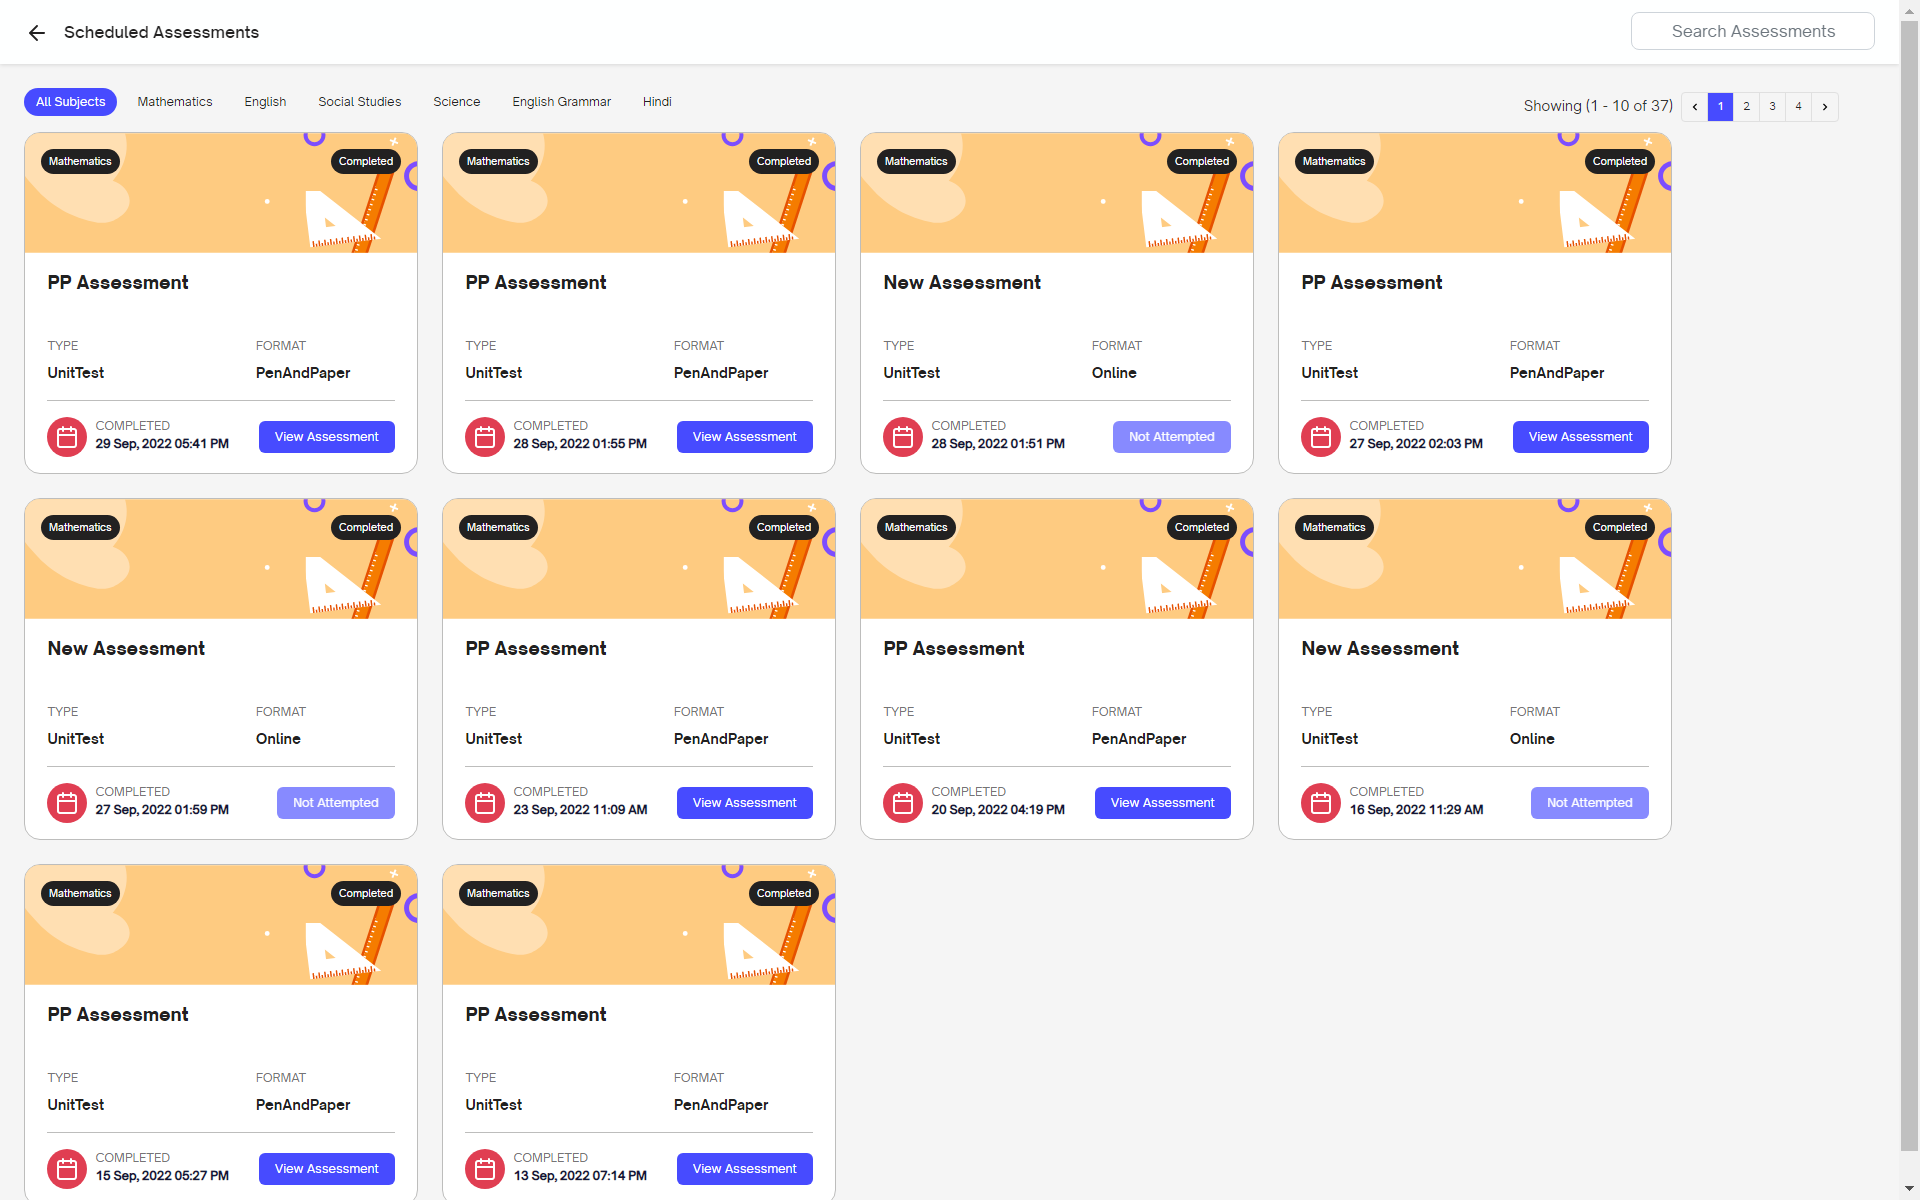 Scheduled Assessments
Search Assessments
All Subjects Mathematics English Social Studies Science English Grammar Hindi
Showing (1 - 10 of 37) 1 2 3 4
Mathematics Completed Mathematics Completed Mathematics Completed Mathematics Completed
PP Assessment PP Assessment New Assessment PP Assessment
TYPE FORMAT TYPE FORMAT TYPE FORMAT TYPE FORMAT
UnitTest PenAndPaper UnitTest PenAndPaper UnitTest Online UnitTest PenAndPaper
COMPLETED COMPLETED COMPLETED COMPLETED
29 Sep, 2022 05:41 PM View Assessment 28 Sep, 2022 01:55 PM View Assessment 28 Sep, 2022 01:51 PM Not Attempted 27 Sep, 2022 02:03 PM View Assessment
Mathematics Completed Mathematics Completed Mathematics Completed Mathematics Completed
New Assessment PP Assessment PP Assessment New Assessment
TYPE FORMAT TYPE FORMAT TYPE FORMAT TYPE FORMAT
UnitTest Online UnitTest PenAndPaper UnitTest PenAndPaper UnitTest Online
COMPLETED COMPLETED COMPLETED COMPLETED
27 Sep, 2022 01:59 PM Not Attempted 23 Sep, 2022 11:09 AM View Assessment 20 Sep, 2022 04:19 PM View Assessment 16 Sep, 2022 11:29 AM Not Attempted
Mathematics Completed Mathematics Completed
PP Assessment PP Assessment
TYPE FORMAT TYPE FORMAT
UnitTest PenAndPaper UnitTest PenAndPaper
COMPLETED COMPLETED
15 Sep, 2022 05:27 PM View Assessment 13 Sep, 2022 07:14 PM View Assessment